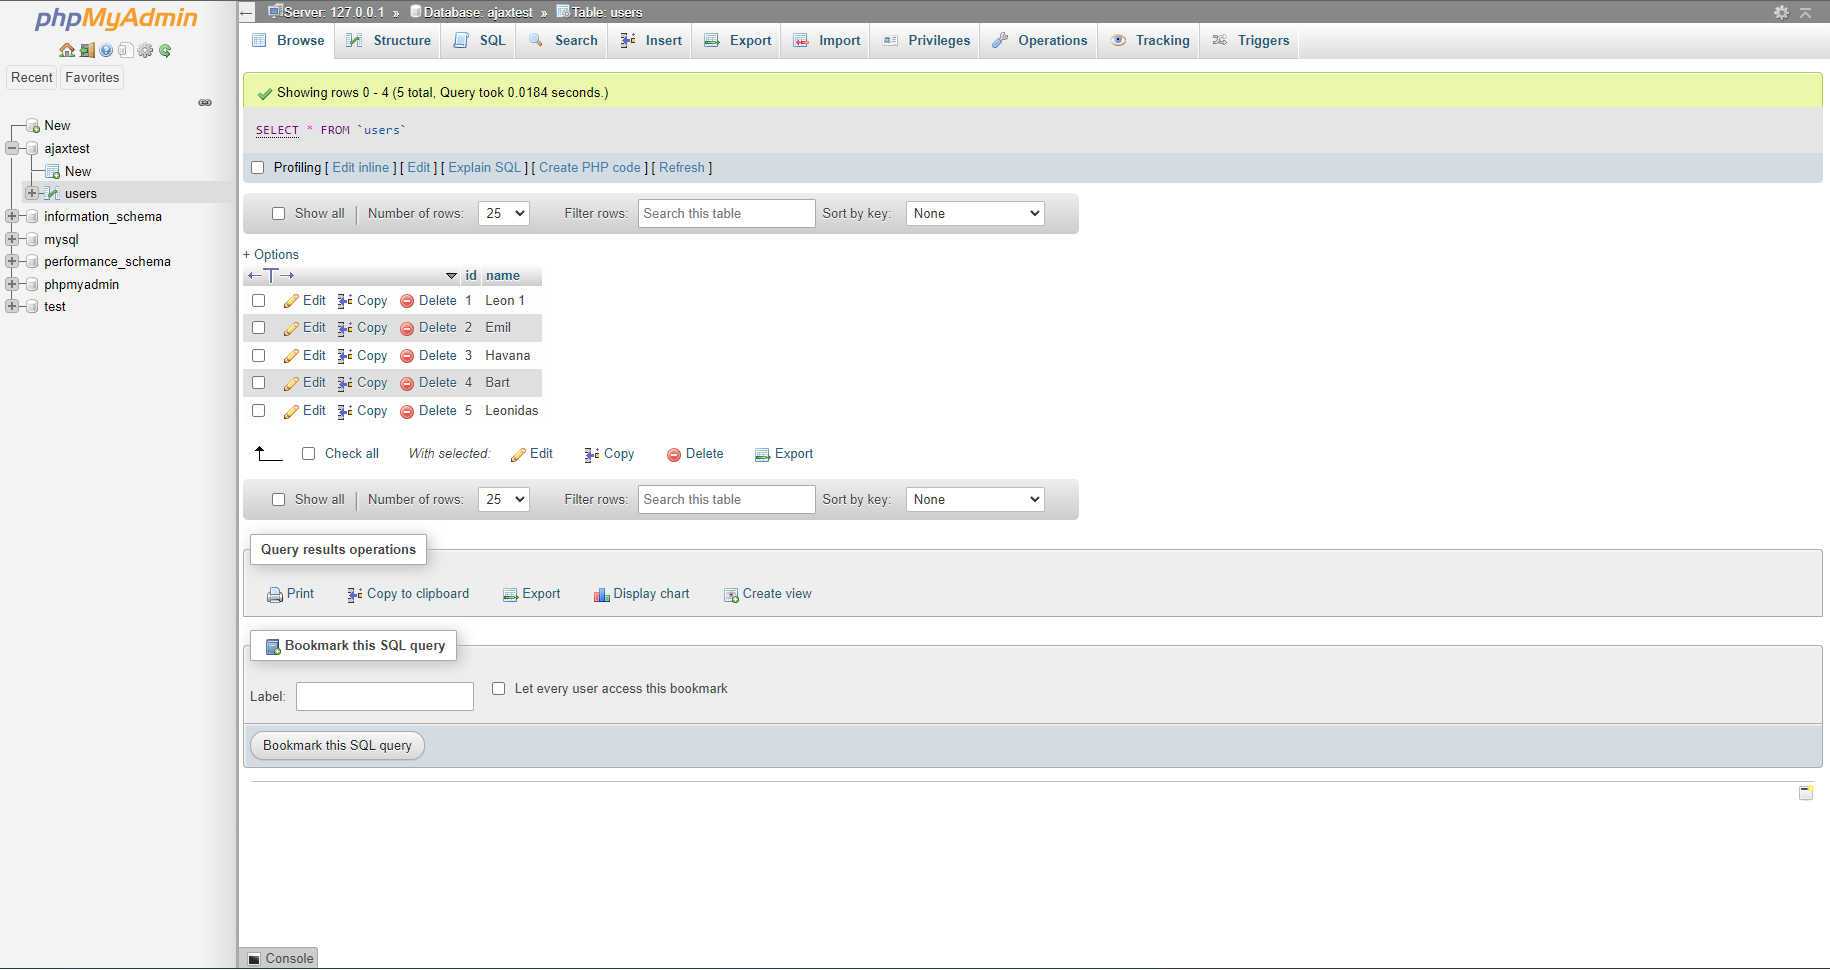 phpMyAdmin
Recent Favorites
New
ajaxtest
New
users
information_schema
mysql
performance_schema
phpmyadmin
test
Server: 127.0.0.1 » Database: ajaxtest » Table: users
Browse Structure SQL Search Insert Export Import Privileges Operations Tracking Triggers
Showing rows 0 - 4 (5 total, Query took 0.0184 seconds.)
SELECT * FROM `users`
Profiling [ Edit inline ] [ Edit ] [ Explain SQL ] [ Create PHP code ] [ Refresh ]
Show all | Number of rows: 25 Filter rows: Search this table Sort by key: None
+ Options
←T→ id name
Edit Copy Delete 1 Leon 1
Edit Copy Delete 2 Emil
Edit Copy Delete 3 Havana
Edit Copy Delete 4 Bart
Edit Copy Delete 5 Leonidas
Check all With selected: Edit Copy Delete Export
Show all | Number of rows: 25 Filter rows: Search this table Sort by key: None
Query results operations
Print Copy to clipboard Export Display chart Create view
Bookmark this SQL query
Label: Let every user access this bookmark
Bookmark this SQL query
Console